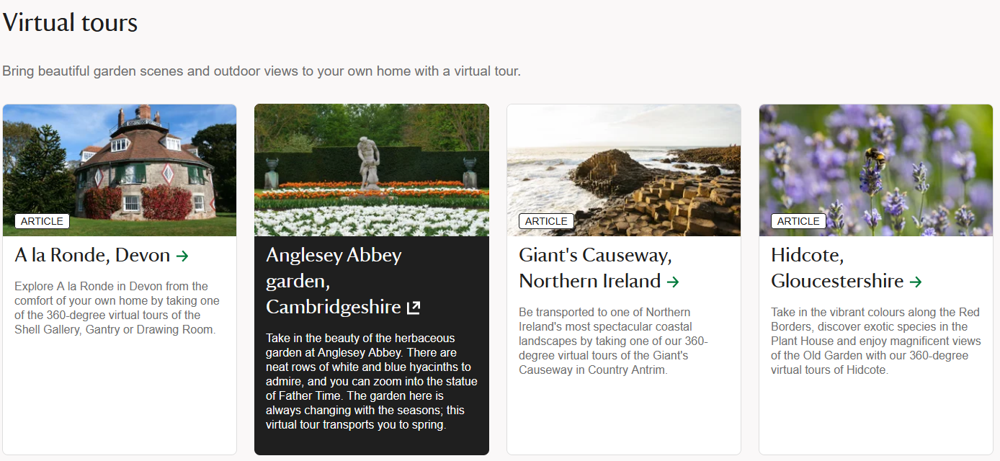 Virtual tours
Bring beautiful garden scenes and outdoor views to your own home with a virtual tour.
ARTICLE
A la Ronde, Devon
Explore A la Ronde in Devon from the
comfort of your own home by taking one
of the 360-degree virtual tours of the
Shell Gallery, Gantry or Drawing Room.
Anglesey Abbey
garden,
Cambridgeshire
Take in the beauty of the herbaceous
garden at Anglesey Abbey. There are
neat rows of white and blue hyacinths to
admire, and you can zoom into the statue
of Father Time. The garden here is
always changing with the seasons; this
virtual tour transports you to spring.
ARTICLE
Giant's Causeway,
Northern Ireland
Be transported to one of Northern
Ireland's most spectacular coastal
landscapes by taking one of our 360-
degree virtual tours of the Giant's
Causeway in Country Antrim.
ARTICLE
Hidcote,
Gloucestershire
Take in the vibrant colours along the Red
Borders, discover exotic species in the
Plant House and enjoy magnificent views
of the Old Garden with our 360-degree
virtual tours of Hidcote.